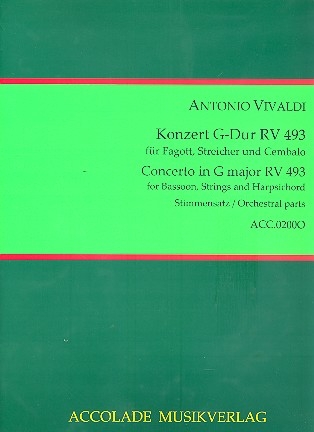 ANTONIO VIVALDI
Konzert G-Dur RV 493
für Fagott, Streicher und Cembalo
Concerto in G major RV 493
for Bassoon, Strings and Harpsichord
Stimmensatz / Orchestral parts
ACC.0200O
ACCOLADE MUSIKVERLAG